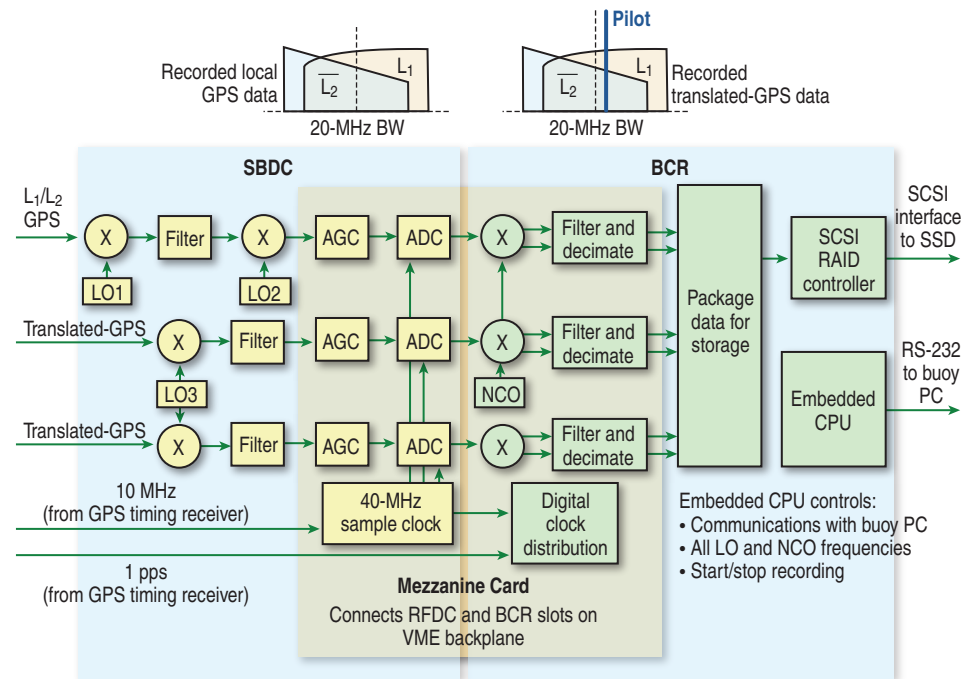 Pilot
Recorded local
GPS data
L̅₂
L₁
20-MHz BW
L̅₂
L₁
Recorded
translated-GPS data
20-MHz BW
SBDC
BCR
L₁/L₂
GPS
X
Filter
X
AGC
ADC
X
Filter and
decimate
LO1
LO2
Package
data for
storage
SCSI
RAID
controller
SCSI
interface
to SSD
Translated-GPS
X
Filter
AGC
ADC
X
Filter and
decimate
LO3
NCO
Embedded
CPU
RS-232
to buoy
PC
Translated-GPS
X
Filter
AGC
ADC
X
Filter and
decimate
10 MHz
(from GPS timing receiver)
40-MHz
sample clock
Digital
clock
distribution
1 pps
(from GPS timing receiver)
Embedded CPU controls:
• Communications with buoy PC
• All LO and NCO frequencies
• Start/stop recording
Mezzanine Card
Connects RFDC and BCR slots on
VME backplane